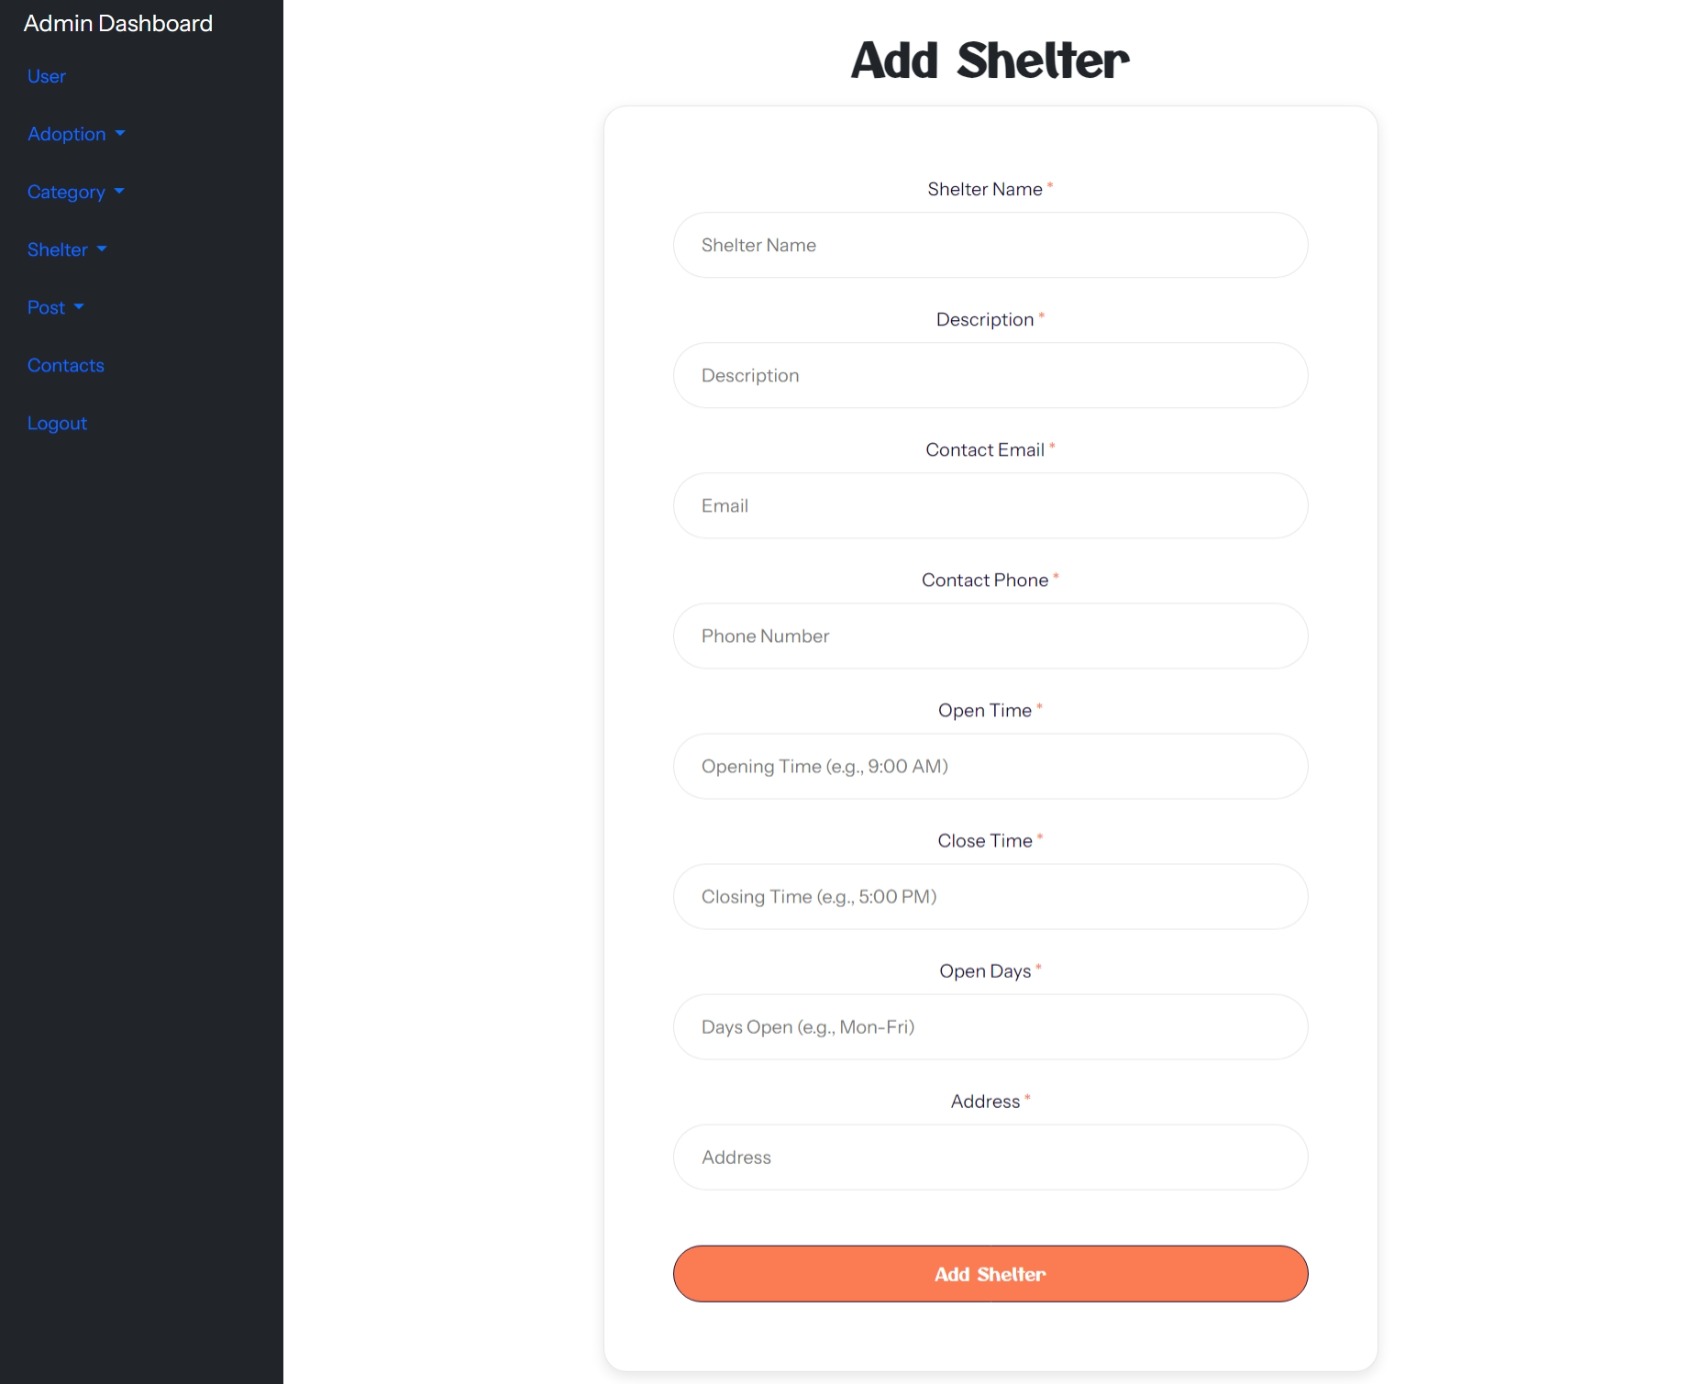 Admin Dashboard
User
Adoption
Category
Shelter
Post
Contacts
Logout
Add Shelter
Shelter Name *
Shelter Name
Description *
Description
Contact Email *
Email
Contact Phone *
Phone Number
Open Time *
Opening Time (e.g., 9:00 AM)
Close Time *
Closing Time (e.g., 5:00 PM)
Open Days *
Days Open (e.g., Mon-Fri)
Address *
Address
Add Shelter